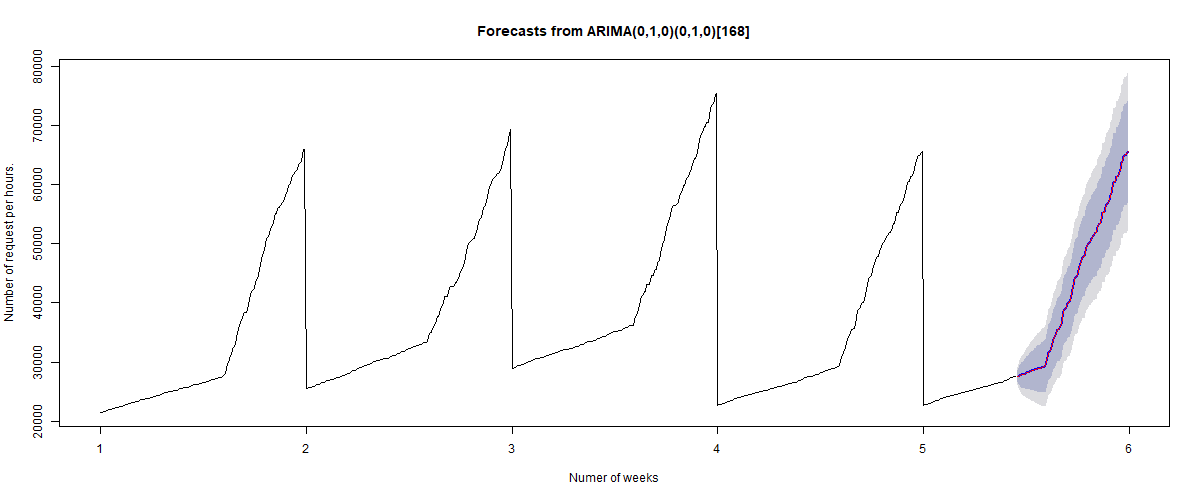 Forecasts from ARIMA(0,1,0)(0,1,0)[168]
Number of request per hours.
80000
70000
60000
50000
40000
30000
20000
1 2 3 4 5 6
Numer of weeks